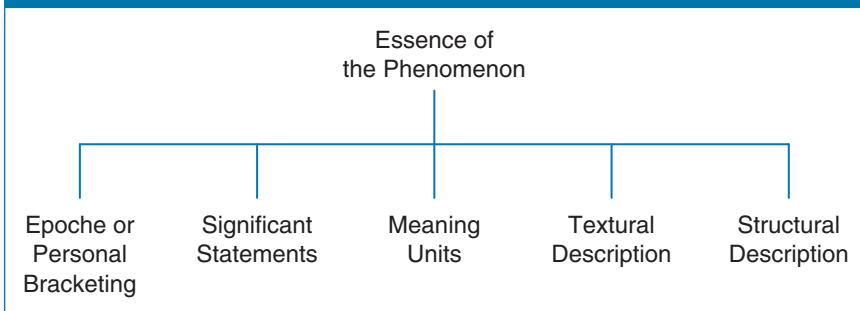 Essence of
the Phenomenon
Epoche or
Personal
Bracketing
Significant
Statements
Meaning
Units
Textural
Description
Structural
Description